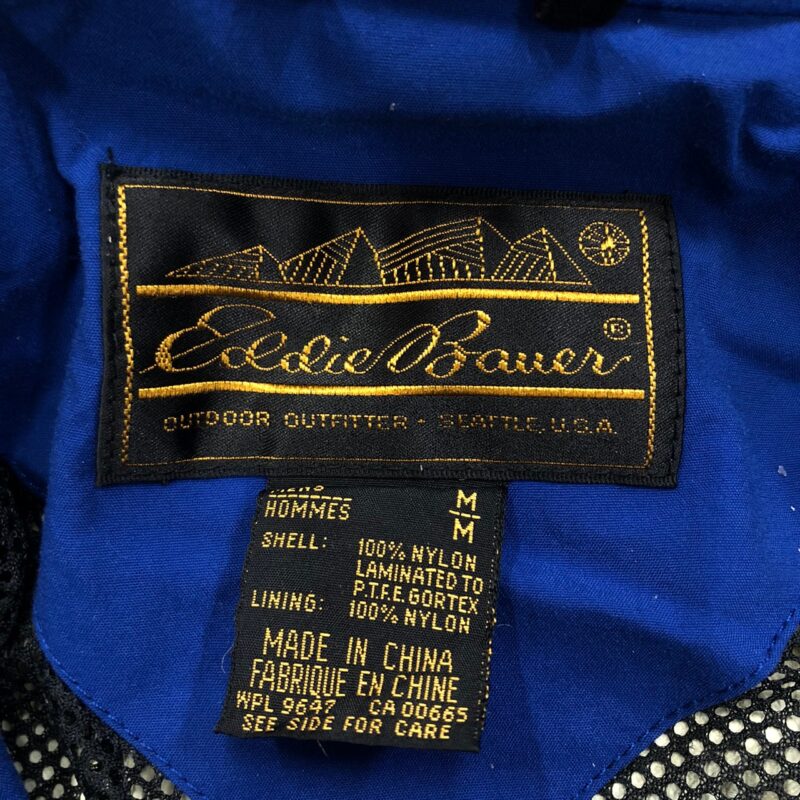 Eddie Bauer ®
OUTDOOR OUTFITTER · SEATTLE, U.S.A.
MENS
HOMMES
M
M
SHELL: 100% NYLON
LAMINATED TO
P.T.F.E. GORTEX
LINING: 100% NYLON
MADE IN CHINA
FABRIQUE EN CHINE
WPL 9647 CA 00665
SEE SIDE FOR CARE